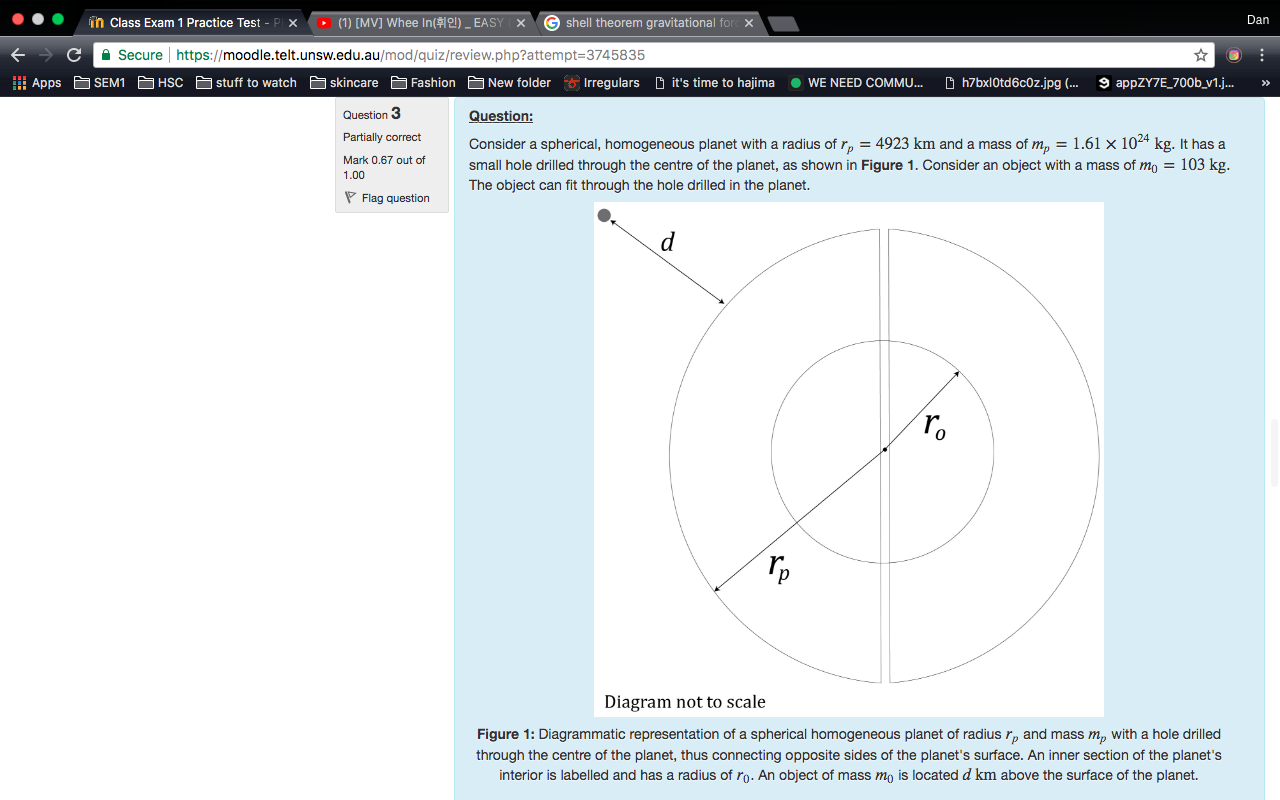 Class Exam 1 Practice Test - P
(1) [MV] Whee In(휘인) _ EASY
shell theorem gravitational for
Dan
Secure
https://moodle.telt.unsw.edu.au/mod/quiz/review.php?attempt=3745835
Apps SEM1 HSC stuff to watch skincare Fashion New folder Irregulars it's time to hajima WE NEED COMMU... h7bxl0td6c0z.jpg (... appZY7E_700b_v1.j... »
Question 3
Partially correct
Mark 0.67 out of
1.00
Flag question
Question:
Consider a spherical, homogeneous planet with a radius of r_p = 4923 km and a mass of m_p = 1.61 × 10^24 kg. It has a
small hole drilled through the centre of the planet, as shown in Figure 1. Consider an object with a mass of m_0 = 103 kg.
The object can fit through the hole drilled in the planet.
d
r_o
r_p
Diagram not to scale
Figure 1: Diagrammatic representation of a spherical homogeneous planet of radius r_p and mass m_p with a hole drilled
through the centre of the planet, thus connecting opposite sides of the planet's surface. An inner section of the planet's
interior is labelled and has a radius of r_0. An object of mass m_0 is located d km above the surface of the planet.